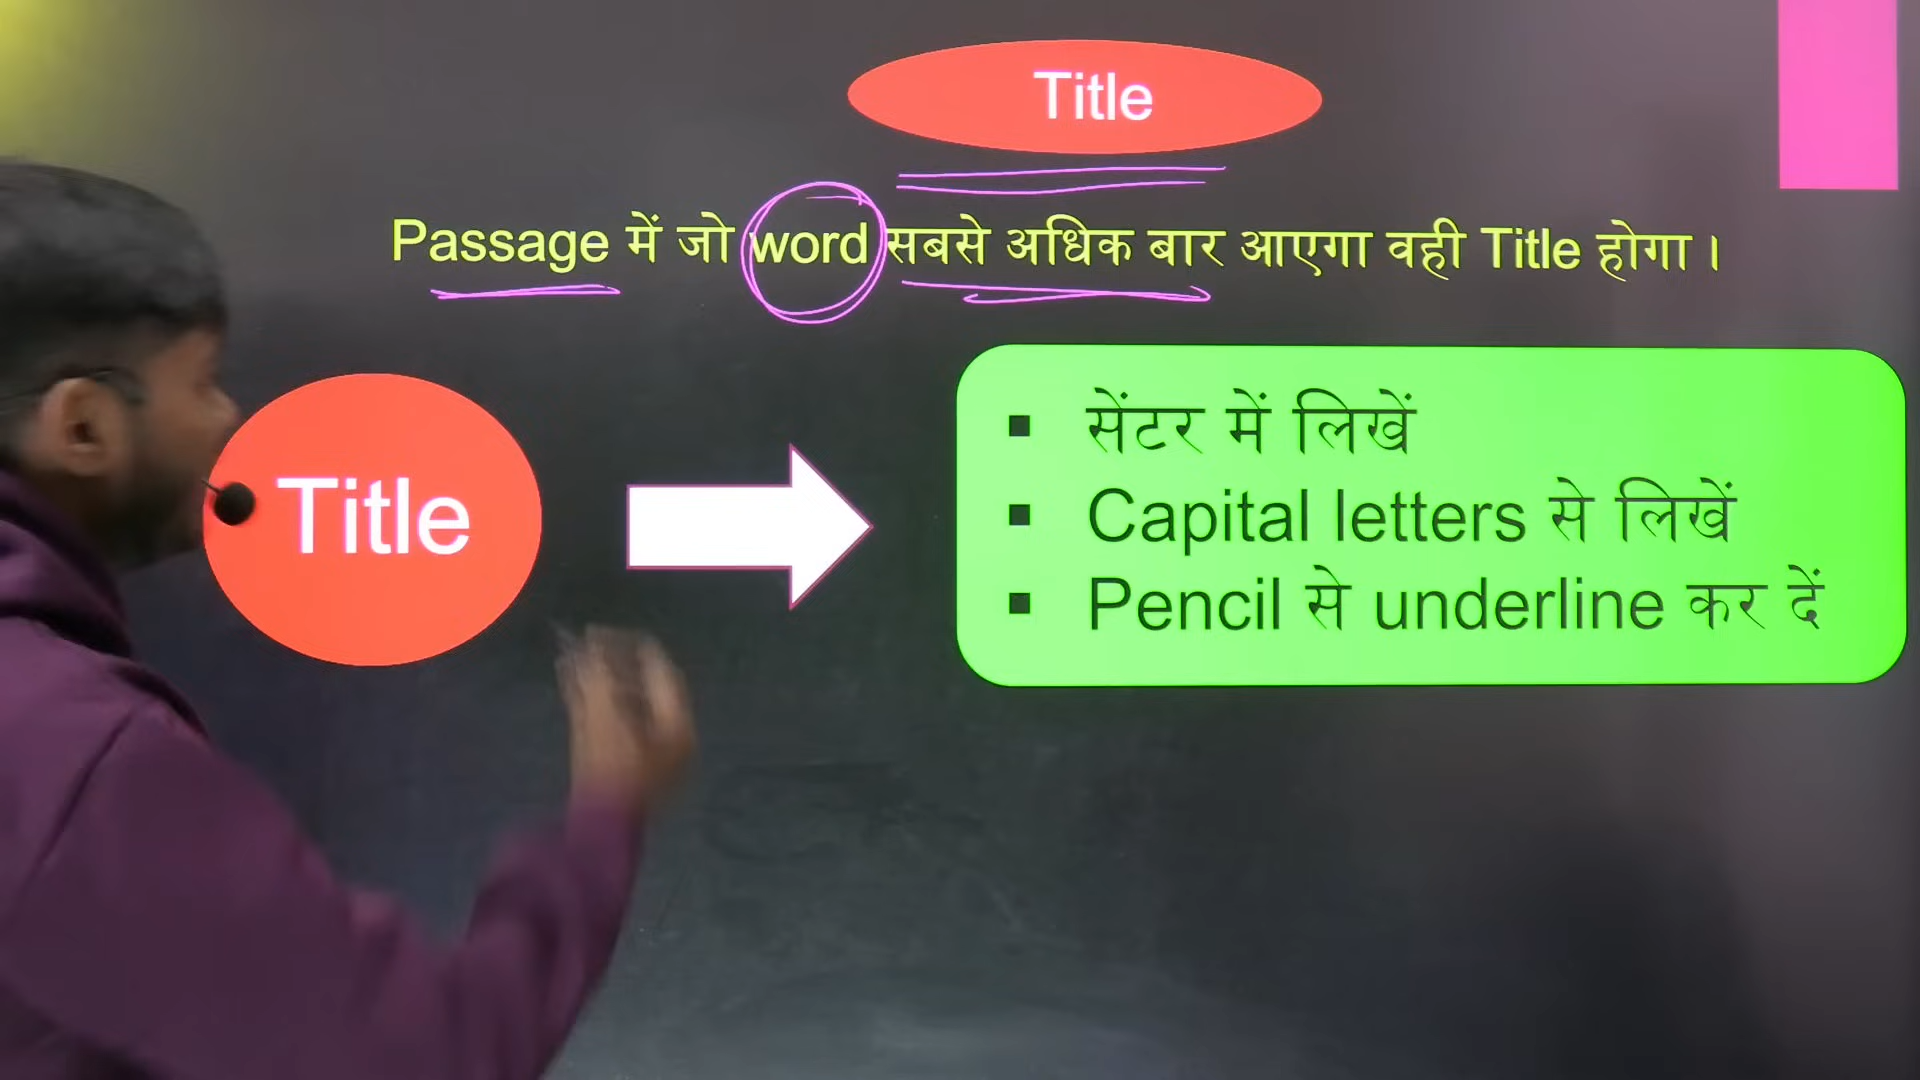 Title
Passage में जो word सबसे अधिक बार आएगा वही Title होगा ।
Title
▪ सेंटर में लिखें
▪ Capital letters से लिखें
▪ Pencil से underline कर दें